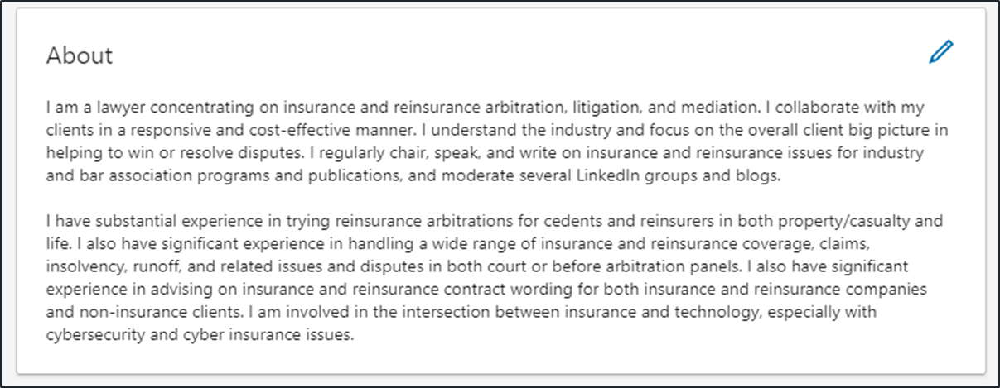 About
I am a lawyer concentrating on insurance and reinsurance arbitration, litigation, and mediation. I collaborate with my
clients in a responsive and cost-effective manner. I understand the industry and focus on the overall client big picture in
helping to win or resolve disputes. I regularly chair, speak, and write on insurance and reinsurance issues for industry
and bar association programs and publications, and moderate several LinkedIn groups and blogs.
I have substantial experience in trying reinsurance arbitrations for cedents and reinsurers in both property/casualty and
life. I also have significant experience in handling a wide range of insurance and reinsurance coverage, claims,
insolvency, runoff, and related issues and disputes in both court or before arbitration panels. I also have significant
experience in advising on insurance and reinsurance contract wording for both insurance and reinsurance companies
and non-insurance clients. I am involved in the intersection between insurance and technology, especially with
cybersecurity and cyber insurance issues.